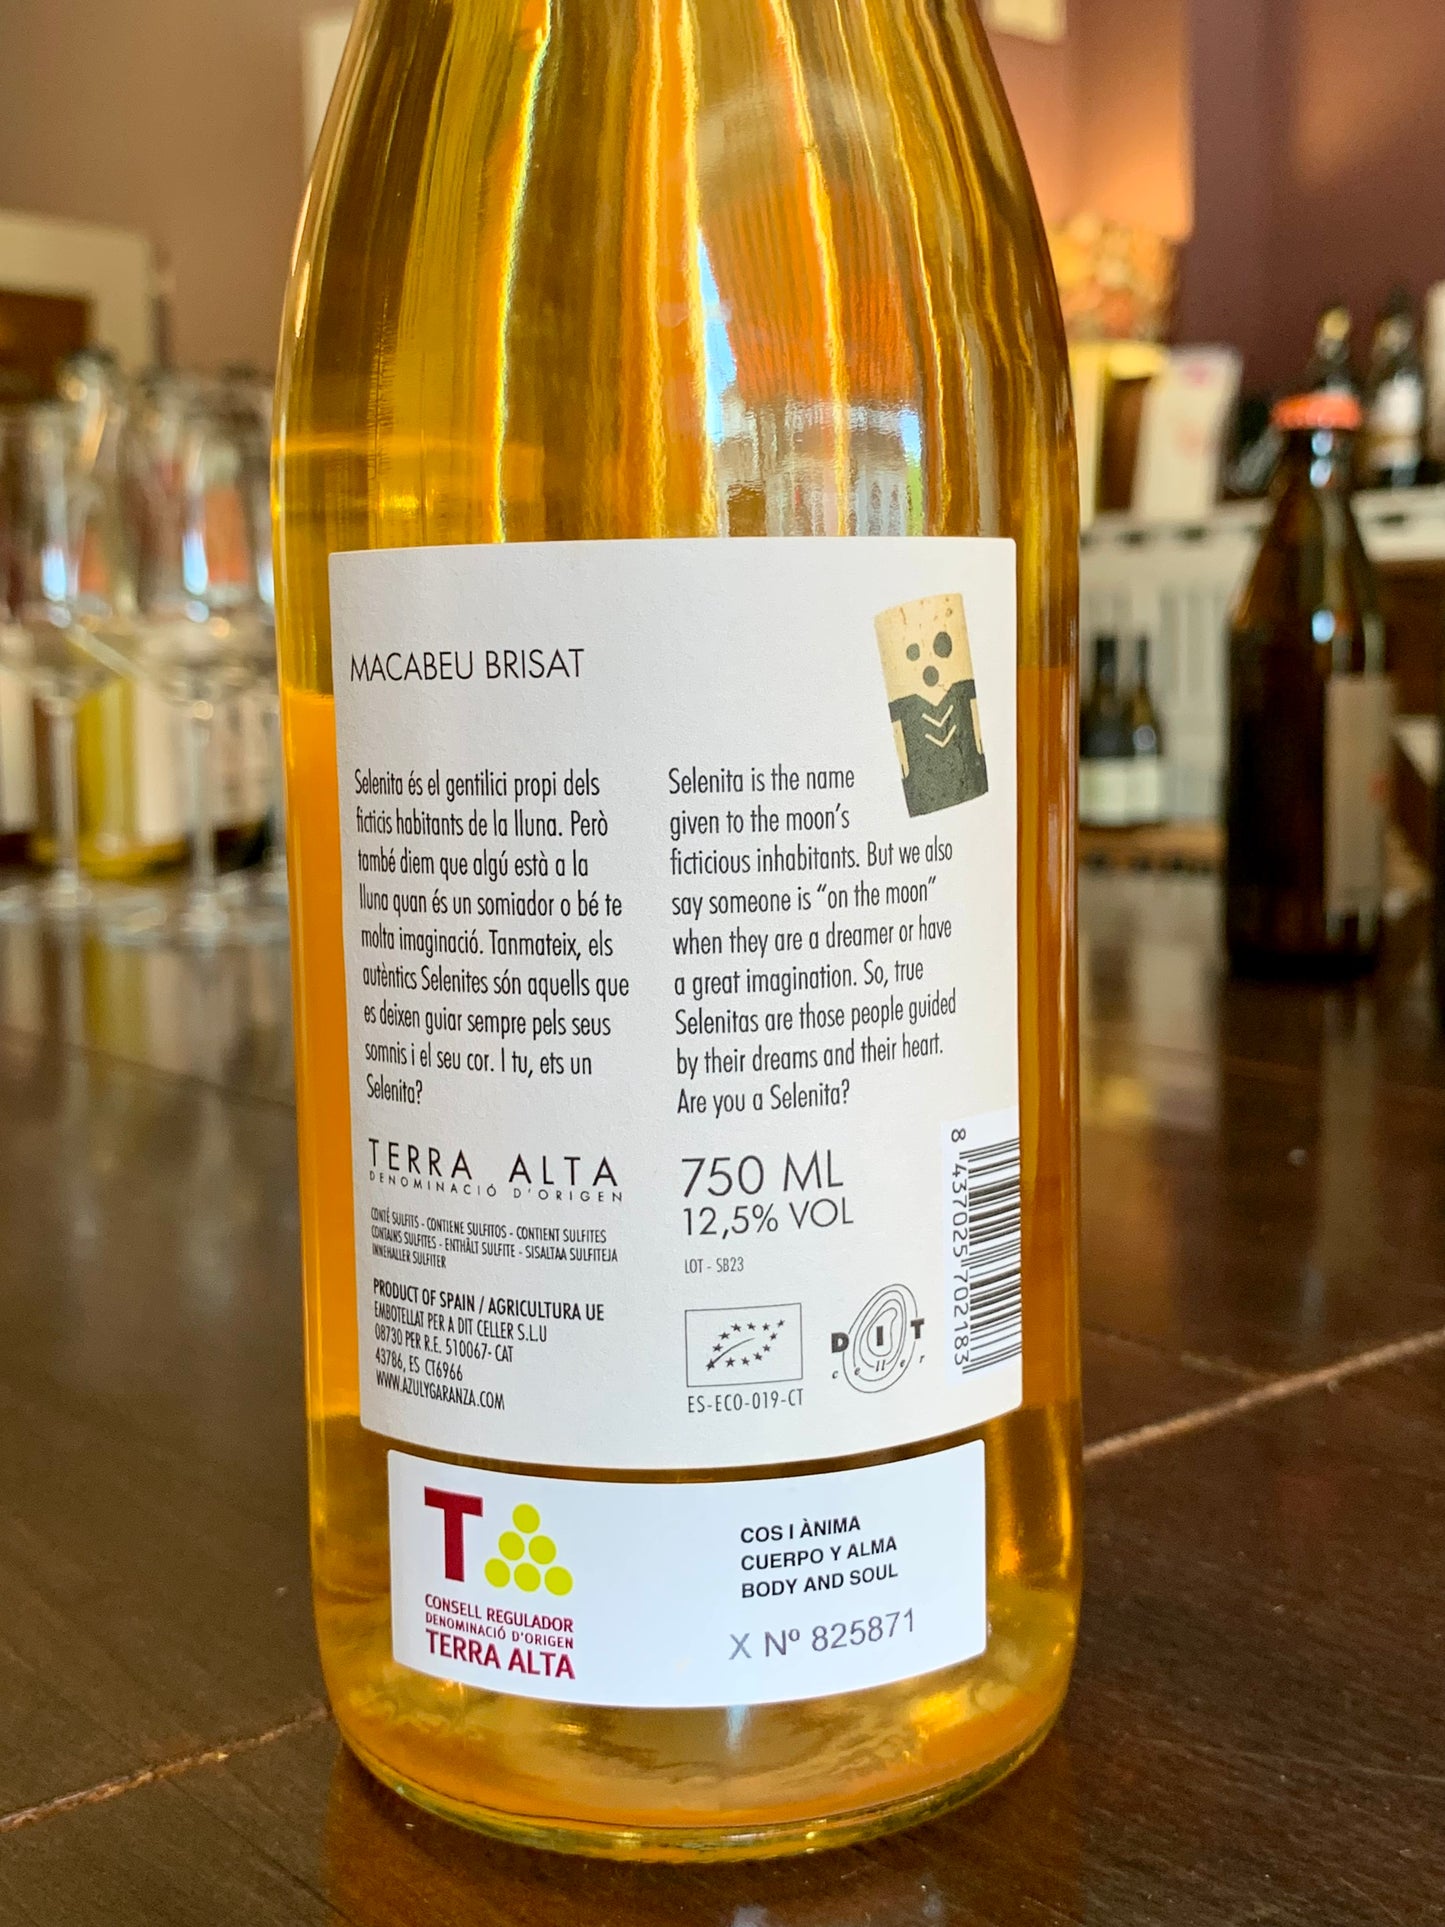 MACABEU BRISAT
Selenita és el gentilici propi dels
ficticis habitants de la lluna. Però
també diem que algú està a la
lluna quan és un somiador o bé te
molta imaginació. Tanmateix, els
autèntics Selenites són aquells que
es deixen guiar sempre pels seus
somnis i el seu cor. I tu, ets un
Selenita?
Selenita is the name
given to the moon's
ficticious inhabitants. But we also
say someone is “on the moon”
when they are a dreamer or have
a great imagination. So, true
Selenitas are those people guided
by their dreams and their heart.
Are you a Selenita?
TERRA ALTA
DENOMINACIÓ D'ORIGEN
CONTÉ SULFITS - CONTIENE SULFITOS - CONTIENT SULFITES
CONTAINS SULFITES - ENTHÄLT SULFITE - SISALTAA SULFITEJA
INNEHALLER SULFITER
PRODUCT OF SPAIN / AGRICULTURA UE
EMBOTELLAT PER A DIT CELLER S.L.U
08730 PER R.E. 510067- CAT
43786, ES CT6966
WWW.AZULYGARANZA.COM
750 ML
12,5% VOL
LOT - SB23
ES-ECO-019-CT
DIT
celler
8 437025 702183
T
CONSELL REGULADOR
DENOMINACIÓ D'ORIGEN
TERRA ALTA
COS I ÀNIMA
CUERPO Y ALMA
BODY AND SOUL
X Nº 825871